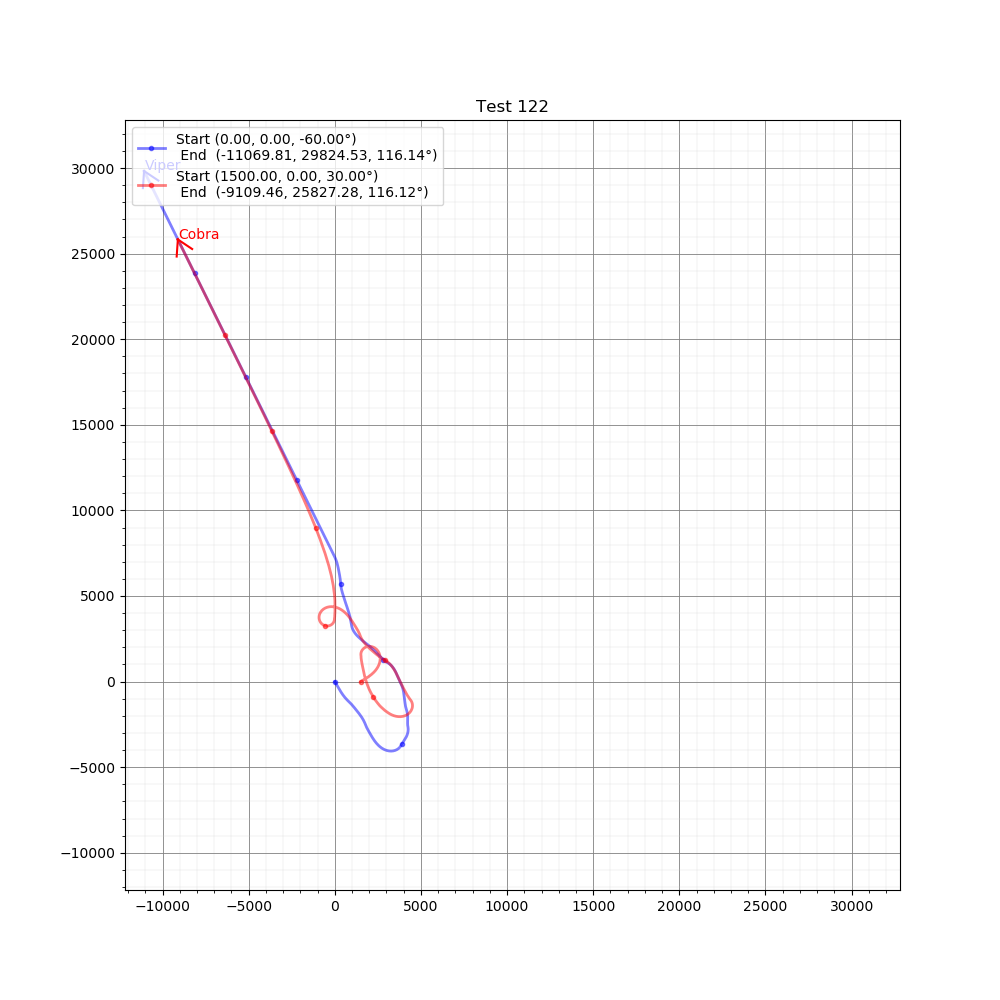 Test 122
Start (0.00, 0.00, -60.00°)
End  (-11069.81, 29824.53, 116.14°)
Start (1500.00, 0.00, 30.00°)
End  (-9109.46, 25827.28, 116.12°)
Viper
Cobra
30000
25000
20000
15000
10000
5000
0
−5000
−10000
−10000 −5000 0 5000 10000 15000 20000 25000 30000